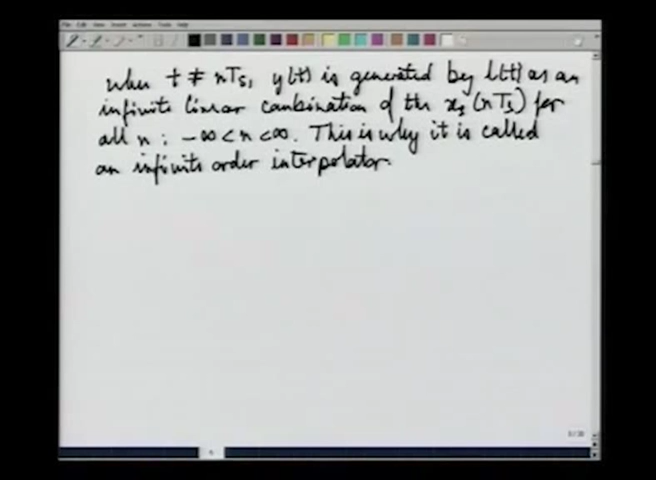 when t ≠ nTs, y(t) is generated by l(t) as an
infinite linear combination of the xs(nTs) for
all n : -∞ < n < ∞. This is why it is called
an infinite order interpolator.